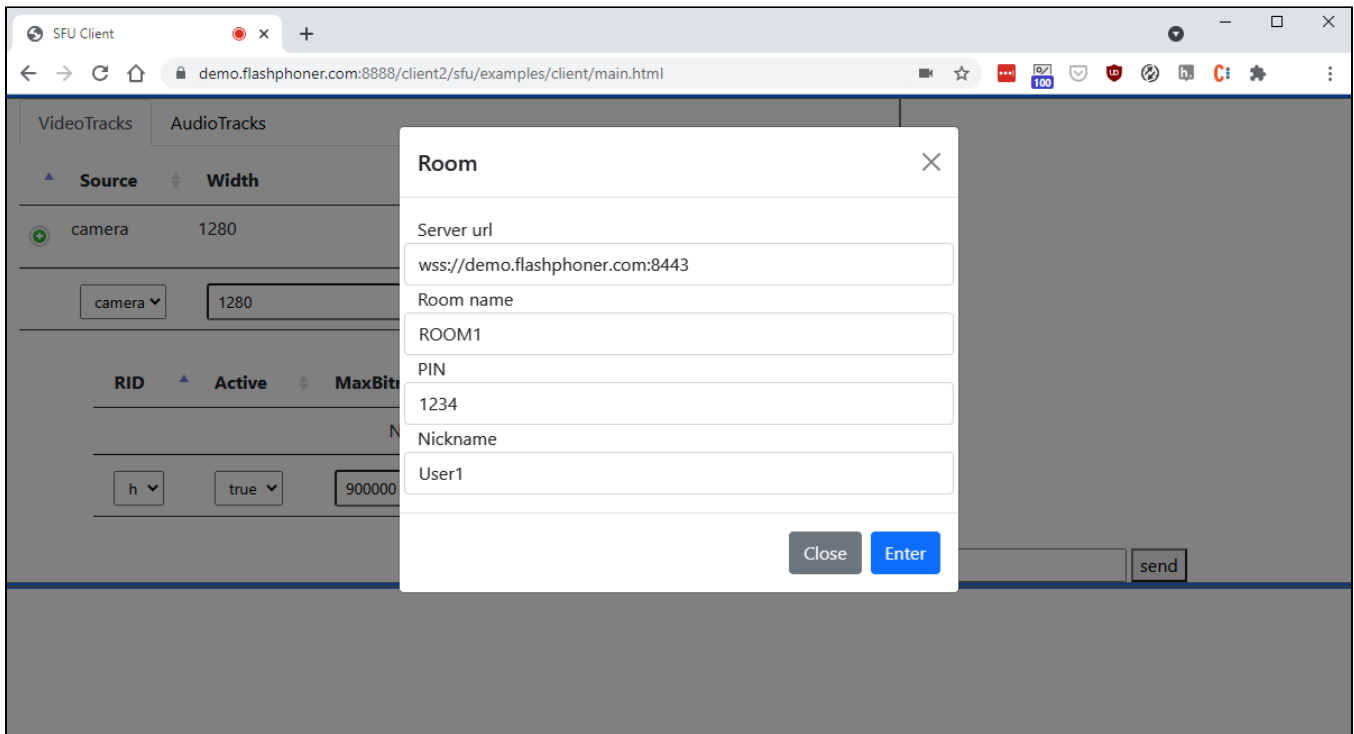 SFU Client
demo.flashphoner.com:8888/client2/sfu/examples/client/main.html
100
VideoTracks AudioTracks
Source Width
camera 1280
camera 1280
RID Active MaxBitr
N
h true 900000
Room
Server url
wss://demo.flashphoner.com:8443
Room name
ROOM1
PIN
1234
Nickname
User1
Close Enter
send